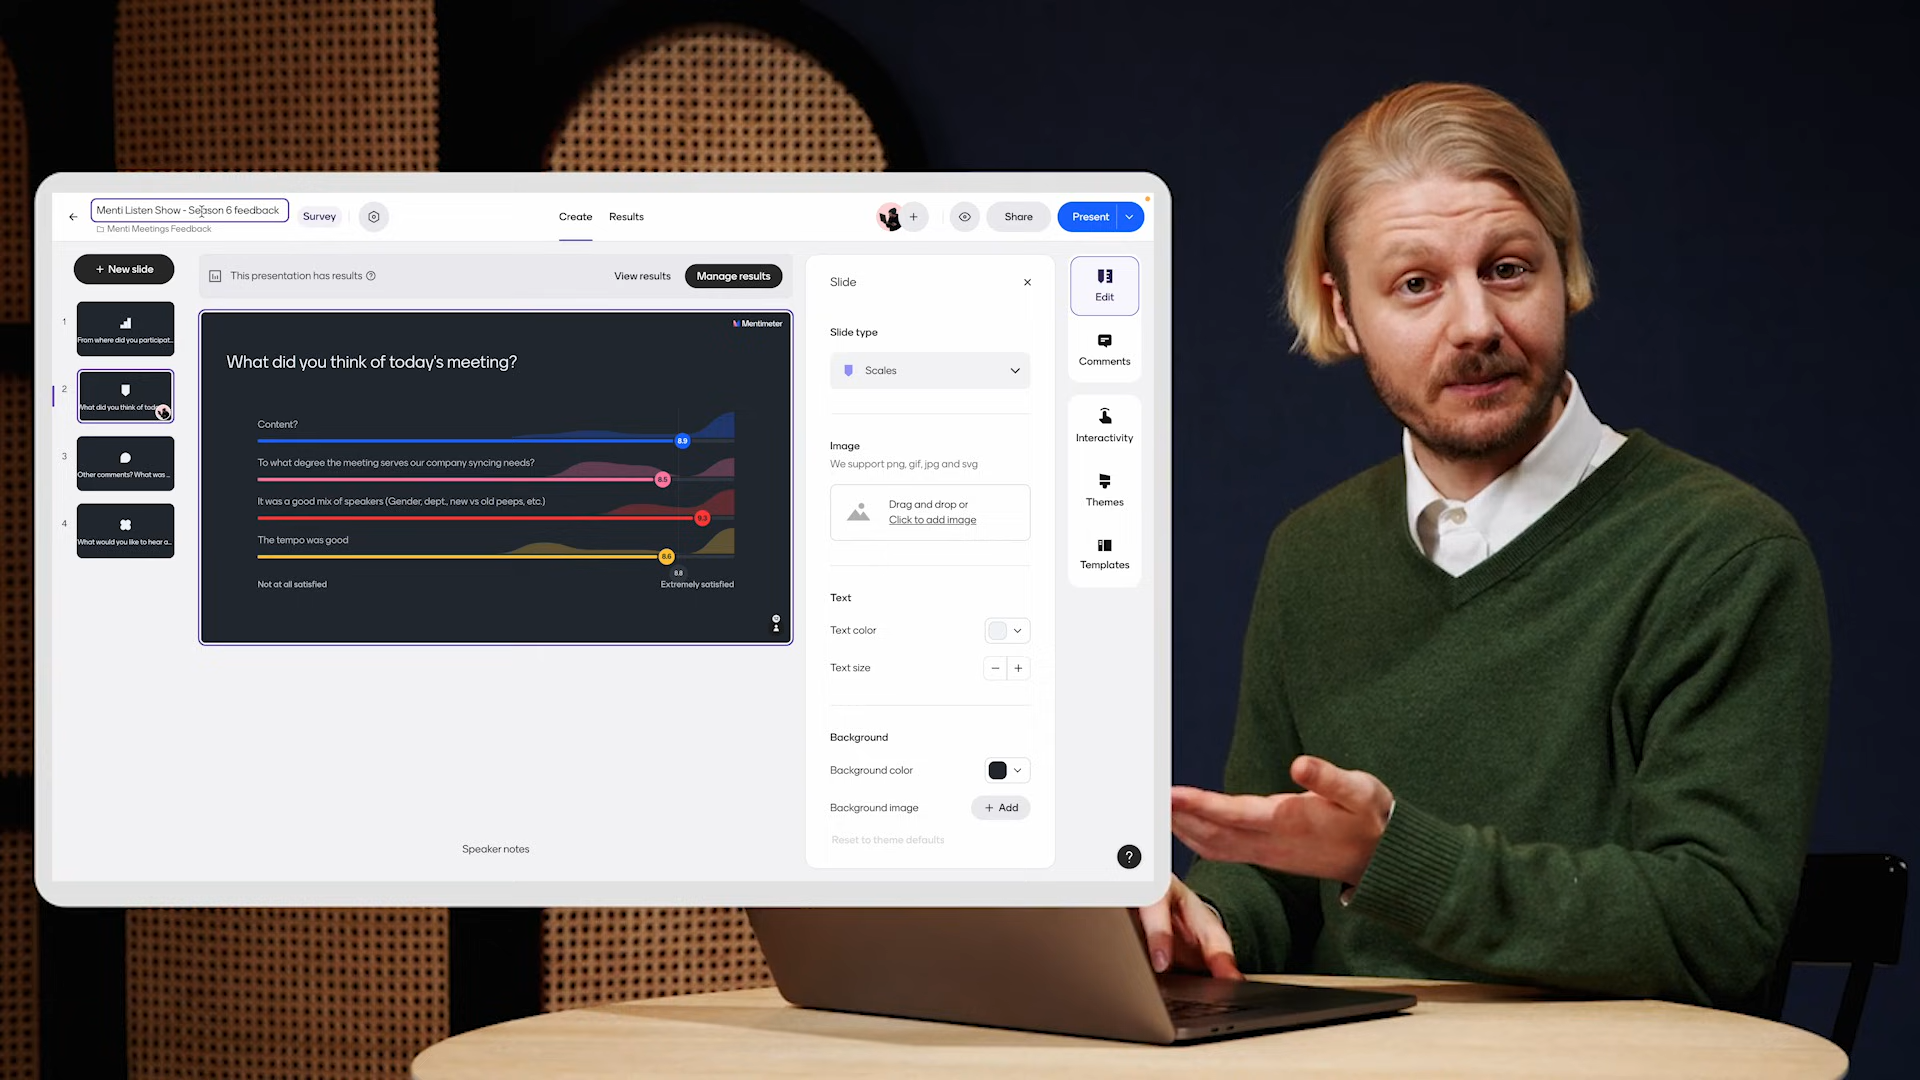 Menti Listen Show - Season 6 feedback
Menti Meetings Feedback
Survey
Create
Results
Share
Present
+ New slide
This presentation has results
View results
Manage results
1
From where did you participat...
2
What did you think of tod
3
Other comments? What was...
4
What would you like to hear a...
Mentimeter
What did you think of today's meeting?
Content?
8.9
To what degree the meeting serves our company syncing needs?
8.5
It was a good mix of speakers (Gender, dept., new vs old peeps, etc.)
9.3
The tempo was good
8.6
8.8
Not at all satisfied
Extremely satisfied
Speaker notes
Slide
Slide type
Scales
Image
We support png, gif, jpg and svg
Drag and drop or
Click to add image
Text
Text color
Text size
Background
Background color
Background image
+ Add
Reset to theme defaults
Edit
Comments
Interactivity
Themes
Templates
?